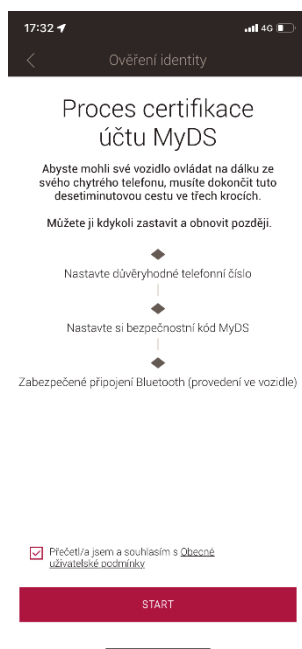 17:32
4G
Ověření identity
Proces certifikace
účtu MyDS
Abyste mohli své vozidlo ovládat na dálku ze
svého chytrého telefonu, musíte dokončit tuto
desetiminutovou cestu ve třech krocích.
Můžete ji kdykoli zastavit a obnovit později.
Nastavte důvěryhodné telefonní číslo
Nastavte si bezpečnostní kód MyDS
Zabezpečené připojení Bluetooth (provedení ve vozidle)
Přečetl/a jsem a souhlasím s Obecné
uživatelské podmínky
START